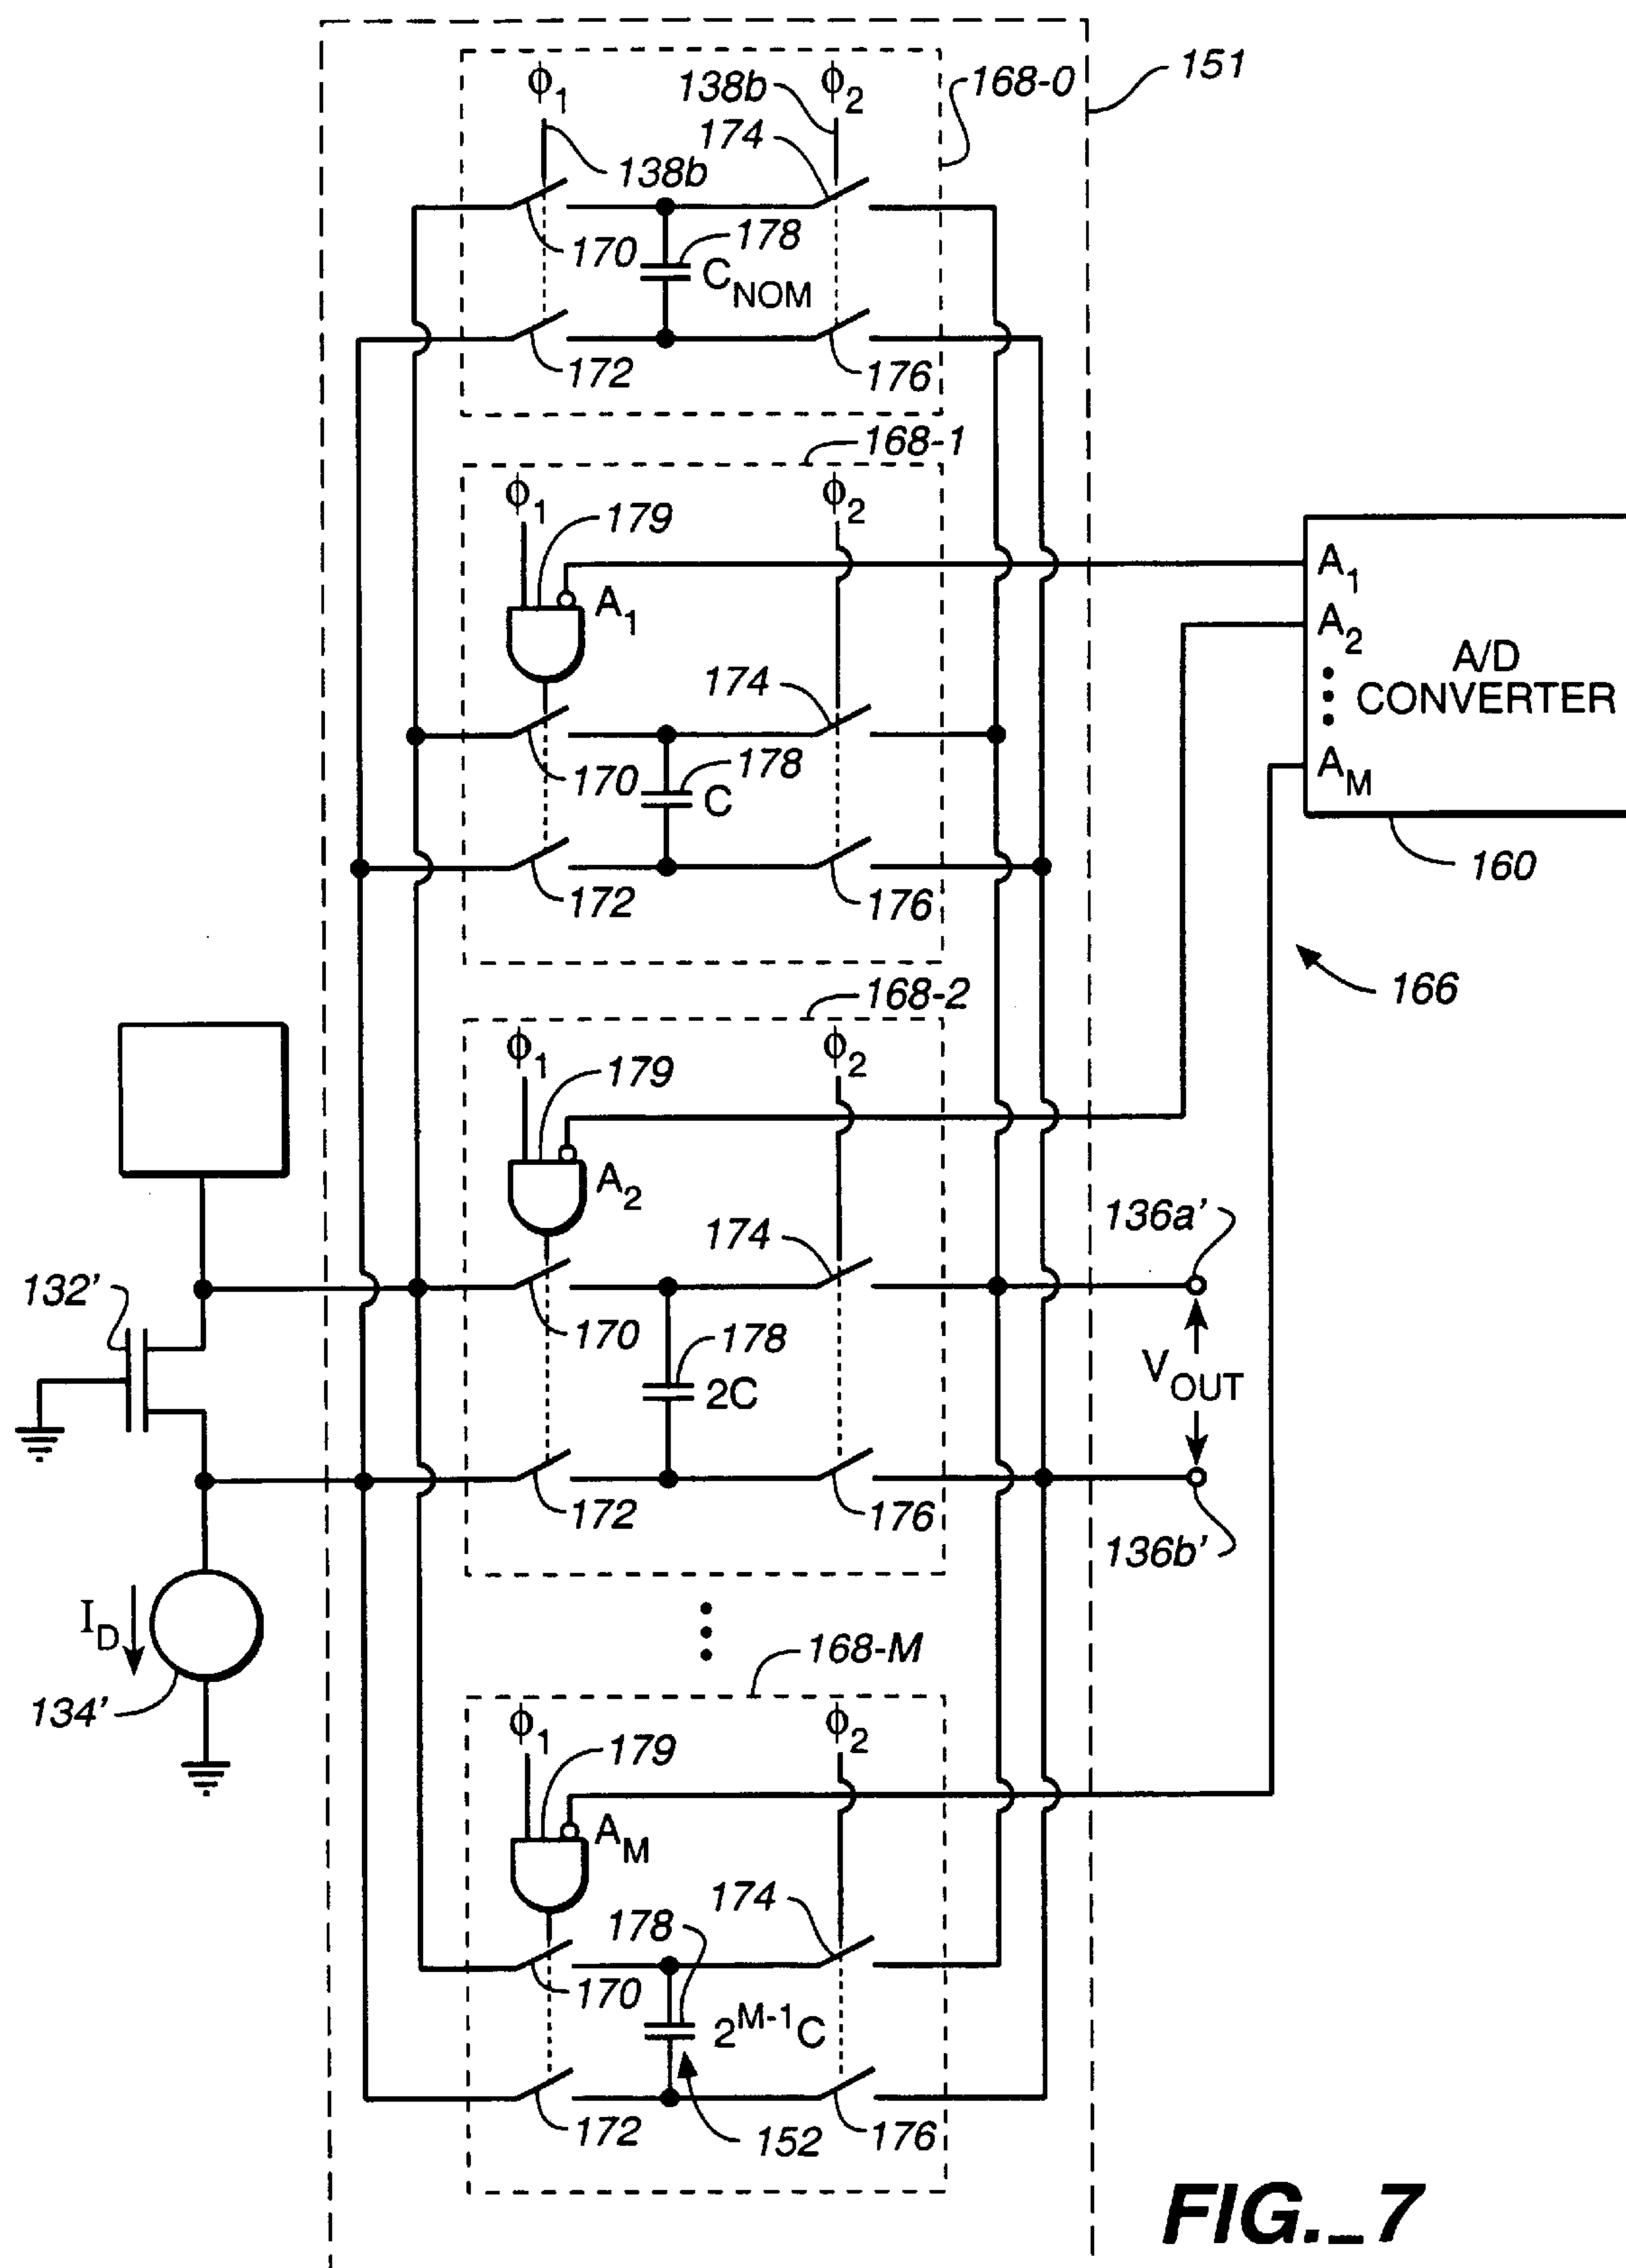 151
ϕ1 138b ϕ2 168-0
174
138b
170 178
CNOM
172 176
168-1
ϕ1 179 ϕ2
A1
A1
A2
A/D
CONVERTER
AM
174
170 178
C
160
172 176
166
168-2
ϕ1 179 ϕ2
A2
136a'
174
132'
170 178
2C
VOUT
172 176
136b'
ID
134'
168-M
ϕ1 179 ϕ2
AM
174
178
170
2M-1C
172 152 176
FIG._7